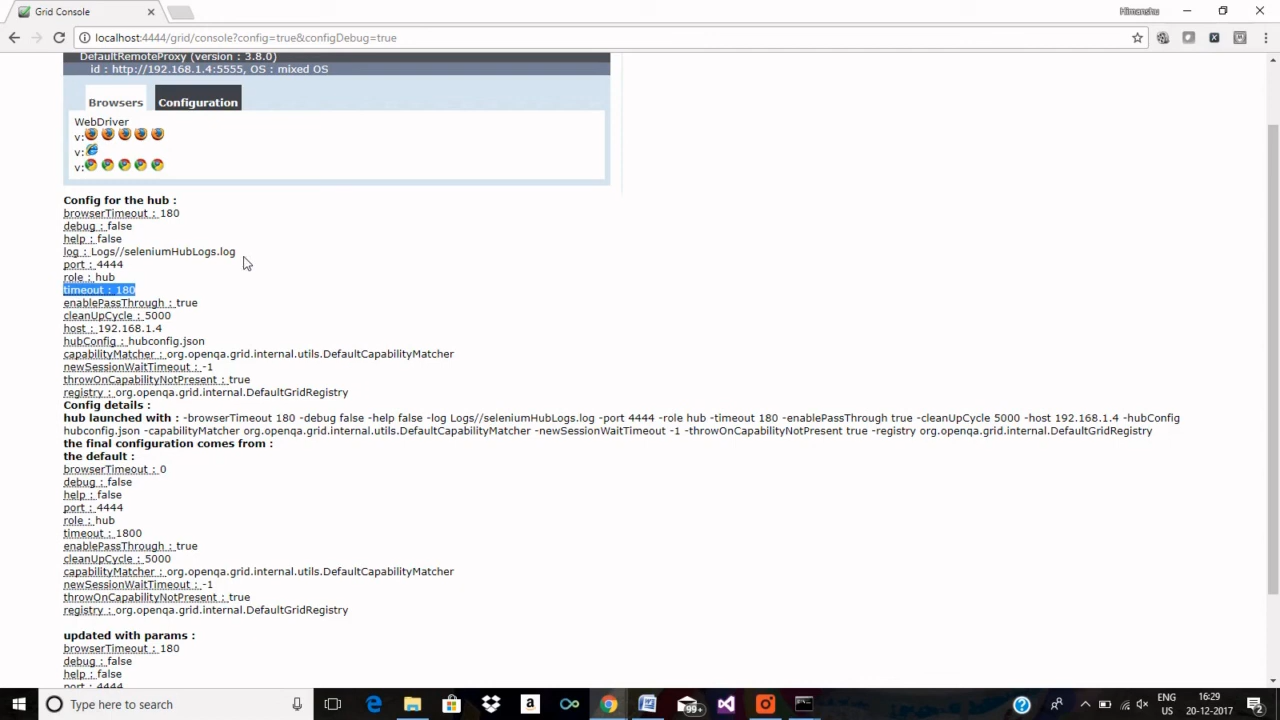 Grid Console
Himanshu
localhost:4444/grid/console?config=true&configDebug=true
DefaultRemoteProxy (version : 3.8.0)
id : http://192.168.1.4:5555, OS : mixed OS
Browsers Configuration
WebDriver
v:
v:
v:
Config for the hub :
browserTimeout : 180
debug : false
help : false
log : Logs//seleniumHubLogs.log
port : 4444
role : hub
timeout : 180
enablePassThrough : true
cleanUpCycle : 5000
host : 192.168.1.4
hubConfig : hubconfig.json
capabilityMatcher : org.openqa.grid.internal.utils.DefaultCapabilityMatcher
newSessionWaitTimeout : -1
throwOnCapabilityNotPresent : true
registry : org.openqa.grid.internal.DefaultGridRegistry
Config details :
hub launched with : -browserTimeout 180 -debug false -help false -log Logs//seleniumHubLogs.log -port 4444 -role hub -timeout 180 -enablePassThrough true -cleanUpCycle 5000 -host 192.168.1.4 -hubConfig
hubconfig.json -capabilityMatcher org.openqa.grid.internal.utils.DefaultCapabilityMatcher -newSessionWaitTimeout -1 -throwOnCapabilityNotPresent true -registry org.openqa.grid.internal.DefaultGridRegistry
the final configuration comes from :
the default :
browserTimeout : 0
debug : false
help : false
port : 4444
role : hub
timeout : 1800
enablePassThrough : true
cleanUpCycle : 5000
capabilityMatcher : org.openqa.grid.internal.utils.DefaultCapabilityMatcher
newSessionWaitTimeout : -1
throwOnCapabilityNotPresent : true
registry : org.openqa.grid.internal.DefaultGridRegistry
updated with params :
browserTimeout : 180
debug : false
help : false
port : 4444
Type here to search
99+
ENG
US
16:29
20-12-2017
2